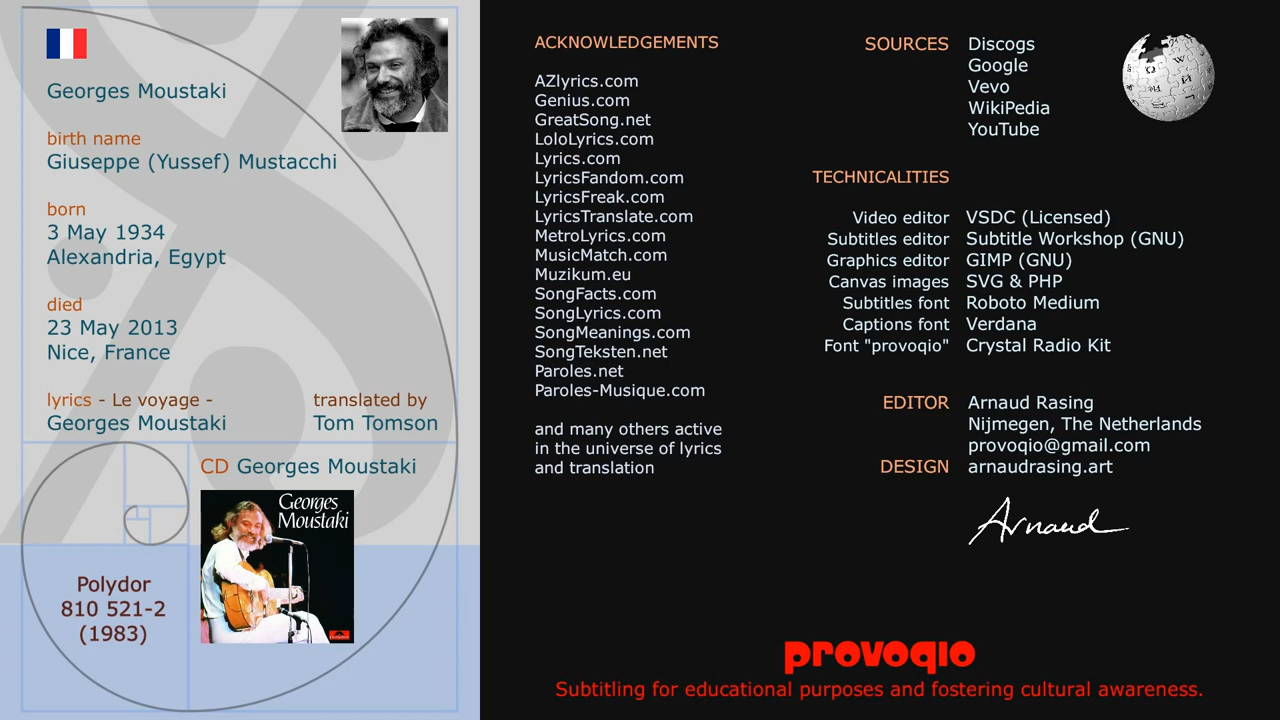 Georges Moustaki
birth name
Giuseppe (Yussef) Mustacchi
born
3 May 1934
Alexandria, Egypt
died
23 May 2013
Nice, France
lyrics - Le voyage -
Georges Moustaki
translated by
Tom Tomson
CD Georges Moustaki
Georges
Moustaki
Polydor
810 521-2
(1983)
ACKNOWLEDGEMENTS
AZlyrics.com
Genius.com
GreatSong.net
LoloLyrics.com
Lyrics.com
LyricsFandom.com
LyricsFreak.com
LyricsTranslate.com
MetroLyrics.com
MusicMatch.com
Muzikum.eu
SongFacts.com
SongLyrics.com
SongMeanings.com
SongTeksten.net
Paroles.net
Paroles-Musique.com
and many others active
in the universe of lyrics
and translation
SOURCES Discogs
Google
Vevo
WikiPedia
YouTube
TECHNICALITIES
Video editor VSDC (Licensed)
Subtitles editor Subtitle Workshop (GNU)
Graphics editor GIMP (GNU)
Canvas images SVG & PHP
Subtitles font Roboto Medium
Captions font Verdana
Font "provoqio" Crystal Radio Kit
EDITOR Arnaud Rasing
Nijmegen, The Netherlands
provoqio@gmail.com
DESIGN arnaudrasing.art
Arnaud
provoqio
Subtitling for educational purposes and fostering cultural awareness.